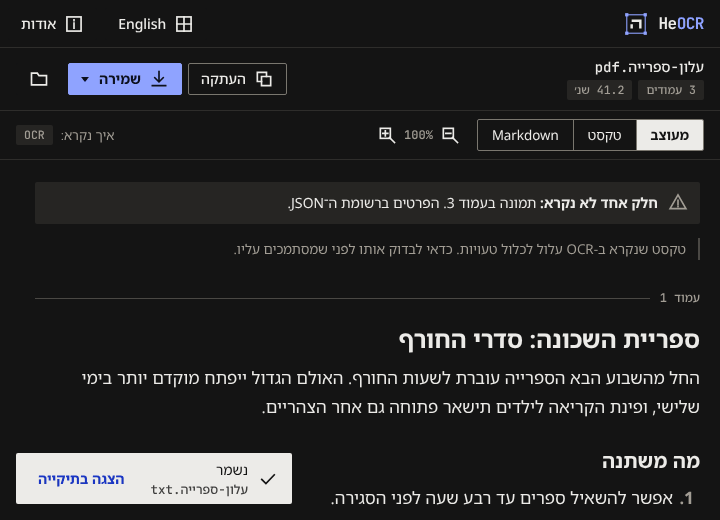 HeOCR
English
אודות
עלון-ספרייה.pdf
3 עמודים
41.2 שני
העתקה
שמירה
מעוצב
טקסט
Markdown
100%
איך נקרא:
OCR
חלק אחד לא נקרא: תמונה בעמוד 3. הפרטים ברשומת ה־JSON.
טקסט שנקרא ב-OCR עלול לכלול טעויות. כדאי לבדוק אותו לפני שמסתמכים עליו.
עמוד 1
ספריית השכונה: סדרי החורף
החל מהשבוע הבא הספרייה עוברת לשעות החורף. האולם הגדול ייפתח מוקדם יותר בימי
שלישי, ופינת הקריאה לילדים תישאר פתוחה גם אחר הצהריים.
מה משתנה
1. אפשר להשאיל ספרים עד רבע שעה לפני הסגירה.
נשמר
עלון-ספרייה.txt
הצגה בתיקייה